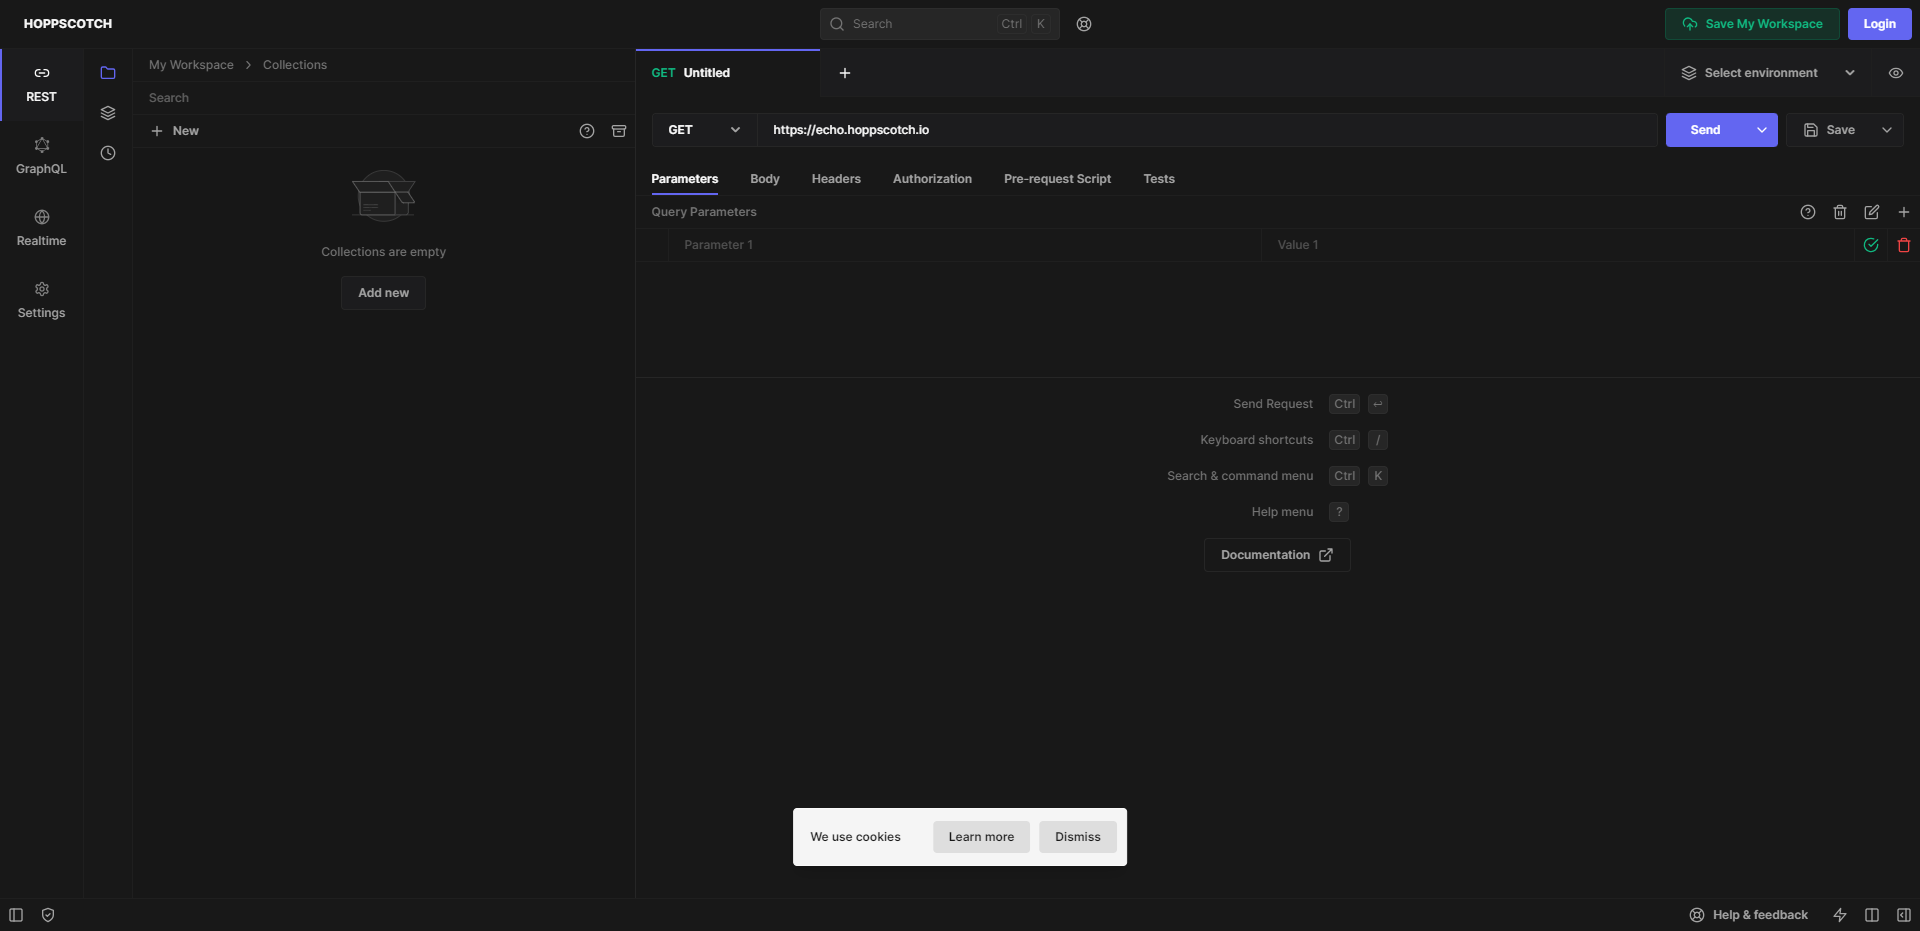 HOPPSCOTCH
Search Ctrl K
Save My Workspace
Login
REST
GraphQL
Realtime
Settings
My Workspace > Collections
Search
New
Collections are empty
Add new
GET Untitled
Select environment
GET
https://echo.hoppscotch.io
Send
Save
Parameters Body Headers Authorization Pre-request Script Tests
Query Parameters
Parameter 1 Value 1
Send Request Ctrl ↩
Keyboard shortcuts Ctrl /
Search & command menu Ctrl K
Help menu ?
Documentation
We use cookies Learn more Dismiss
Help & feedback